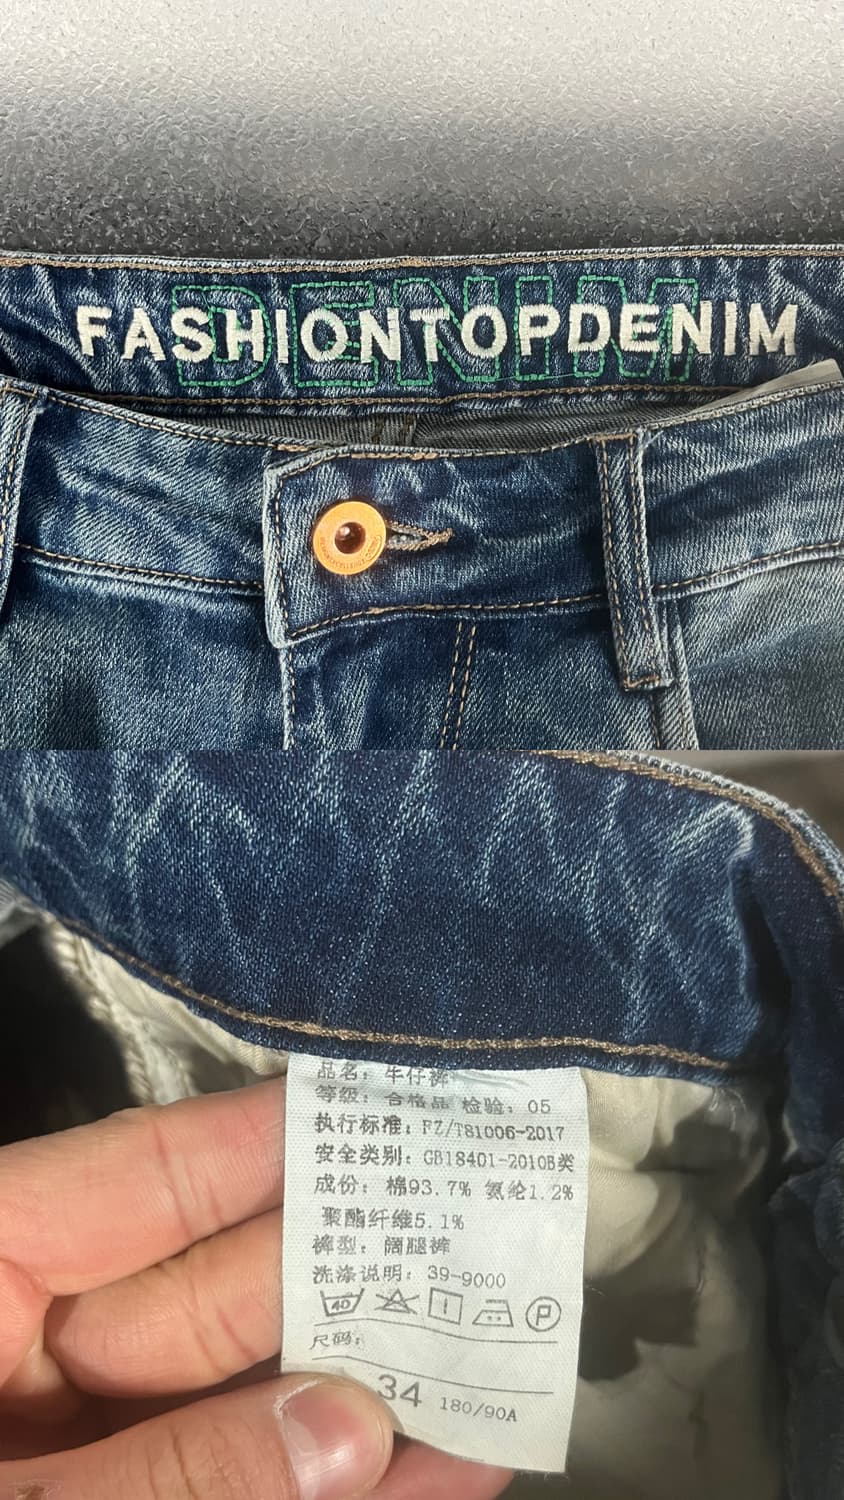 DENIM
FASHIONTOPDENIM
品名：牛仔裤
等级：合格品 检验：05
执行标准：FZ/T81006-2017
安全类别：GB18401-2010B类
成份：棉93.7% 氨纶1.2%
聚酯纤维5.1%
裤型：阔腿裤
洗涤说明：39-9000
40
P
尺码：
34 180/90A